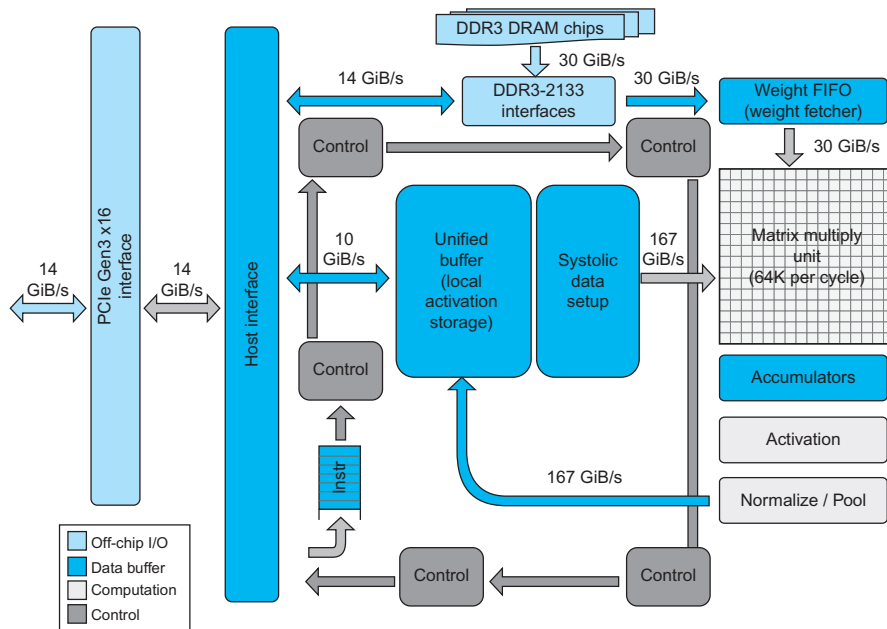 DDR3 DRAM chips
30 GiB/s
14 GiB/s
DDR3-2133
interfaces
30 GiB/s
Weight FIFO
(weight fetcher)
30 GiB/s
Control
Control
PCIe Gen3 x16
interface
14
GiB/s
14
GiB/s
Host interface
10
GiB/s
Unified
buffer
(local
activation
storage)
Systolic
data
setup
167
GiB/s
Matrix multiply
unit
(64K per cycle)
Control
Accumulators
Activation
Instr
167 GiB/s
Normalize / Pool
Control
Control
Off-chip I/O
Data buffer
Computation
Control